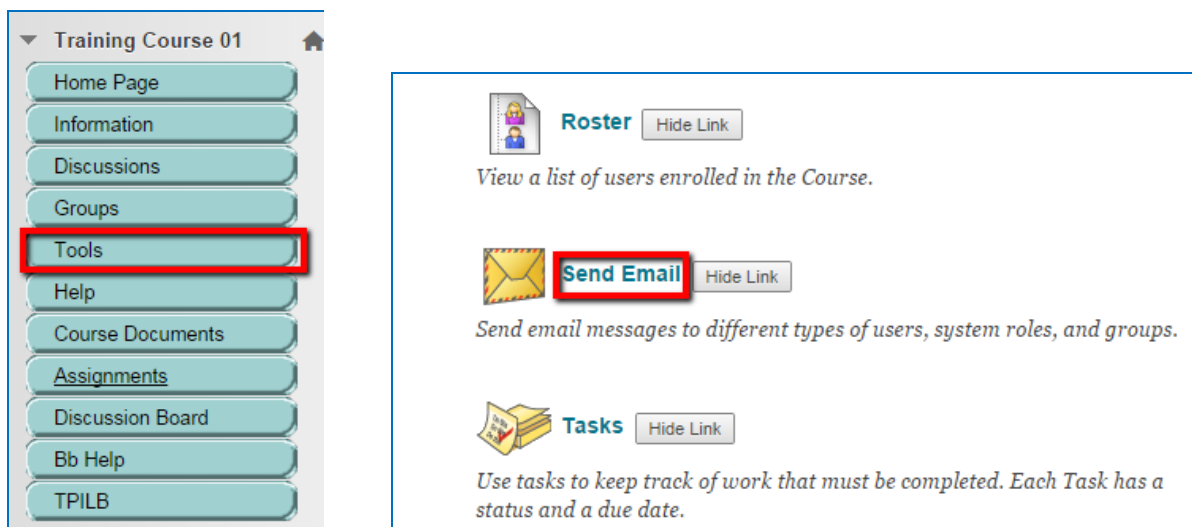 Training Course 01
Home Page
Information
Discussions
Groups
Tools
Help
Course Documents
Assignments
Discussion Board
Bb Help
TPILB
Roster Hide Link
View a list of users enrolled in the Course.
Send Email Hide Link
Send email messages to different types of users, system roles, and groups.
Tasks Hide Link
Use tasks to keep track of work that must be completed. Each Task has a
status and a due date.